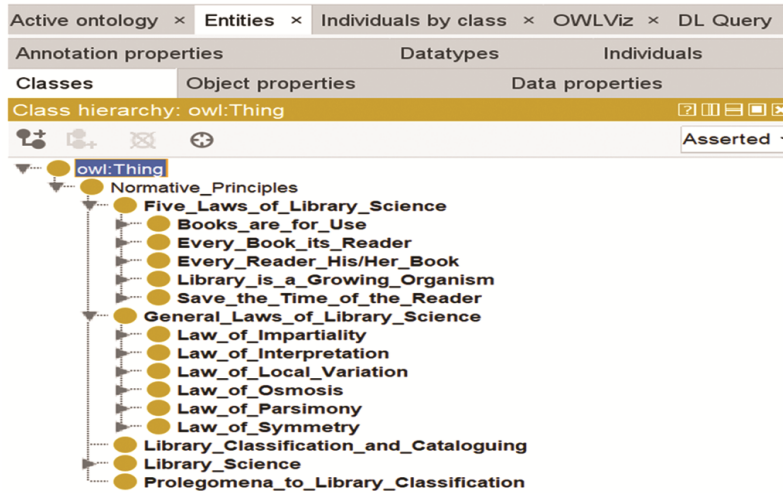 Active ontology × Entities × Individuals by class × OWLViz × DL Query
Annotation properties Datatypes Individuals
Classes Object properties Data properties
Class hierarchy: owl:Thing
Asserted
owl:Thing
Normative_Principles
Five_Laws_of_Library_Science
Books_are_for_Use
Every_Book_its_Reader
Every_Reader_His/Her_Book
Library_is_a_Growing_Organism
Save_the_Time_of_the_Reader
General_Laws_of_Library_Science
Law_of_Impartiality
Law_of_Interpretation
Law_of_Local_Variation
Law_of_Osmosis
Law_of_Parsimony
Law_of_Symmetry
Library_Classification_and_Cataloguing
Library_Science
Prolegomena_to_Library_Classification